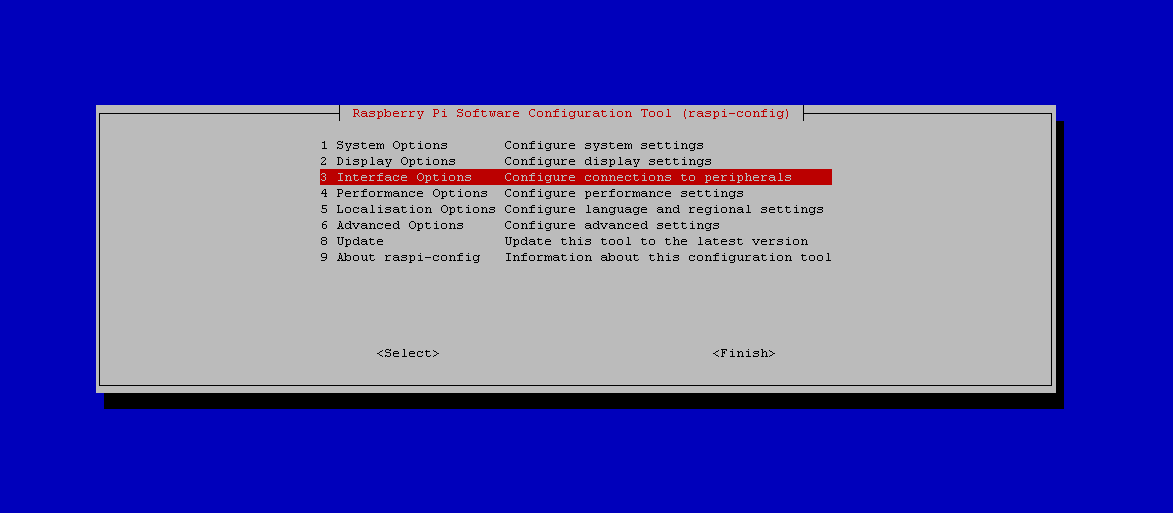 Raspberry Pi Software Configuration Tool (raspi-config)
1 System Options Configure system settings
2 Display Options Configure display settings
3 Interface Options Configure connections to peripherals
4 Performance Options Configure performance settings
5 Localisation Options Configure language and regional settings
6 Advanced Options Configure advanced settings
8 Update Update this tool to the latest version
9 About raspi-config Information about this configuration tool
<Select> <Finish>